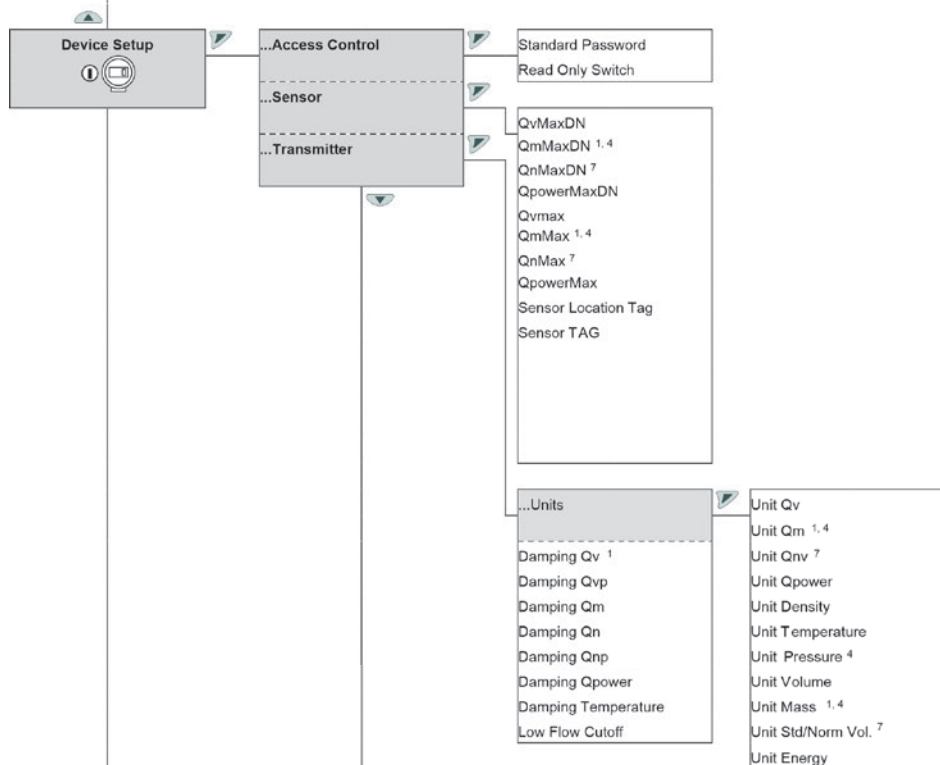 Device Setup
...Access Control
...Sensor
...Transmitter
Standard Password
Read Only Switch
QvMaxDN
QmMaxDN 1, 4
QnMaxDN 7
QpowerMaxDN
Qvmax
QmMax 1, 4
QnMax 7
QpowerMax
Sensor Location Tag
Sensor TAG
...Units
Damping Qv 1
Damping Qvp
Damping Qm
Damping Qn
Damping Qnp
Damping Qpower
Damping Temperature
Low Flow Cutoff
Unit Qv
Unit Qm 1, 4
Unit Qnv 7
Unit Qpower
Unit Density
Unit Temperature
Unit Pressure 4
Unit Volume
Unit Mass 1, 4
Unit Std/Norm Vol. 7
Unit Energy